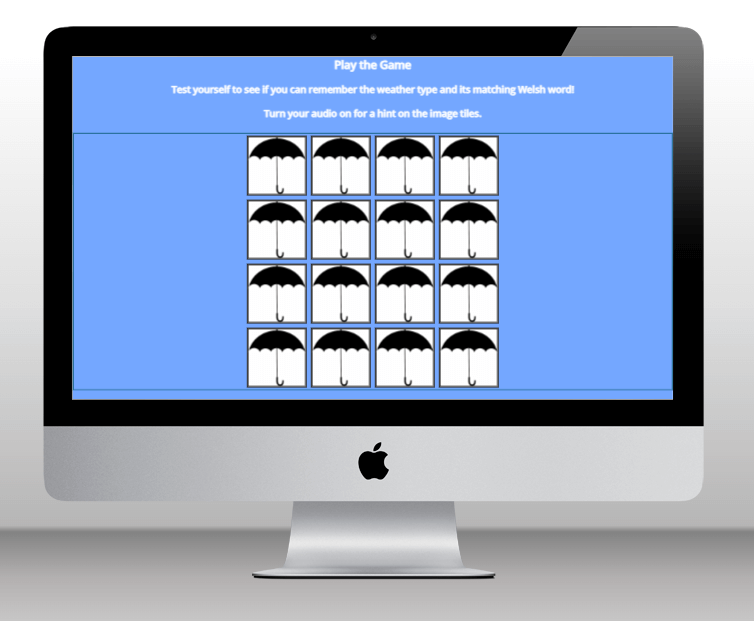 Play the Game
Test yourself to see if you can remember the weather type and its matching Welsh word!
Turn your audio on for a hint on the image tiles.